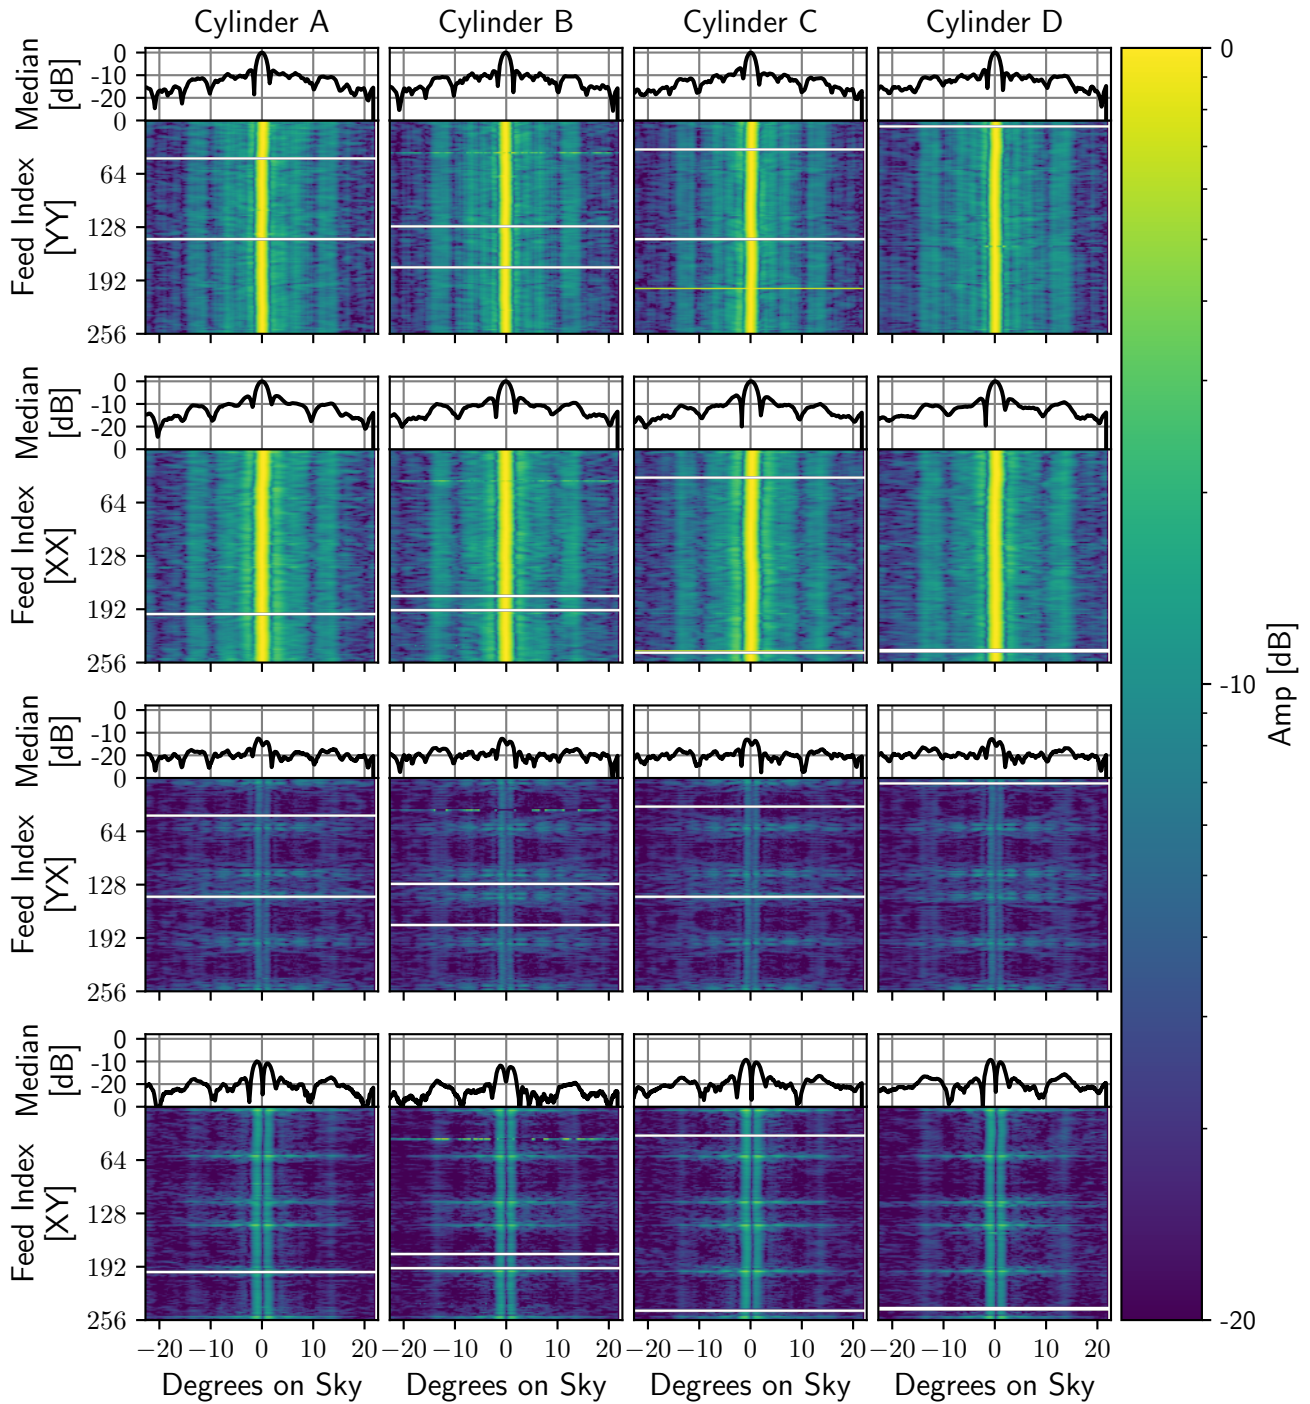 Cylinder A Cylinder B Cylinder C Cylinder D
Median
[dB]
0
-10
-20
Feed Index
[YY]
0
64
128
192
256
Median
[dB]
0
-10
-20
Feed Index
[XX]
0
64
128
192
256
Median
[dB]
0
-10
-20
Feed Index
[YX]
0
64
128
192
256
Median
[dB]
0
-10
-20
Feed Index
[XY]
0
64
128
192
256
−20 −10 0 10 20 −20 −10 0 10 20 −20 −10 0 10 20 −20 −10 0 10 20
Degrees on Sky Degrees on Sky Degrees on Sky Degrees on Sky
0
-10
-20
Amp [dB]